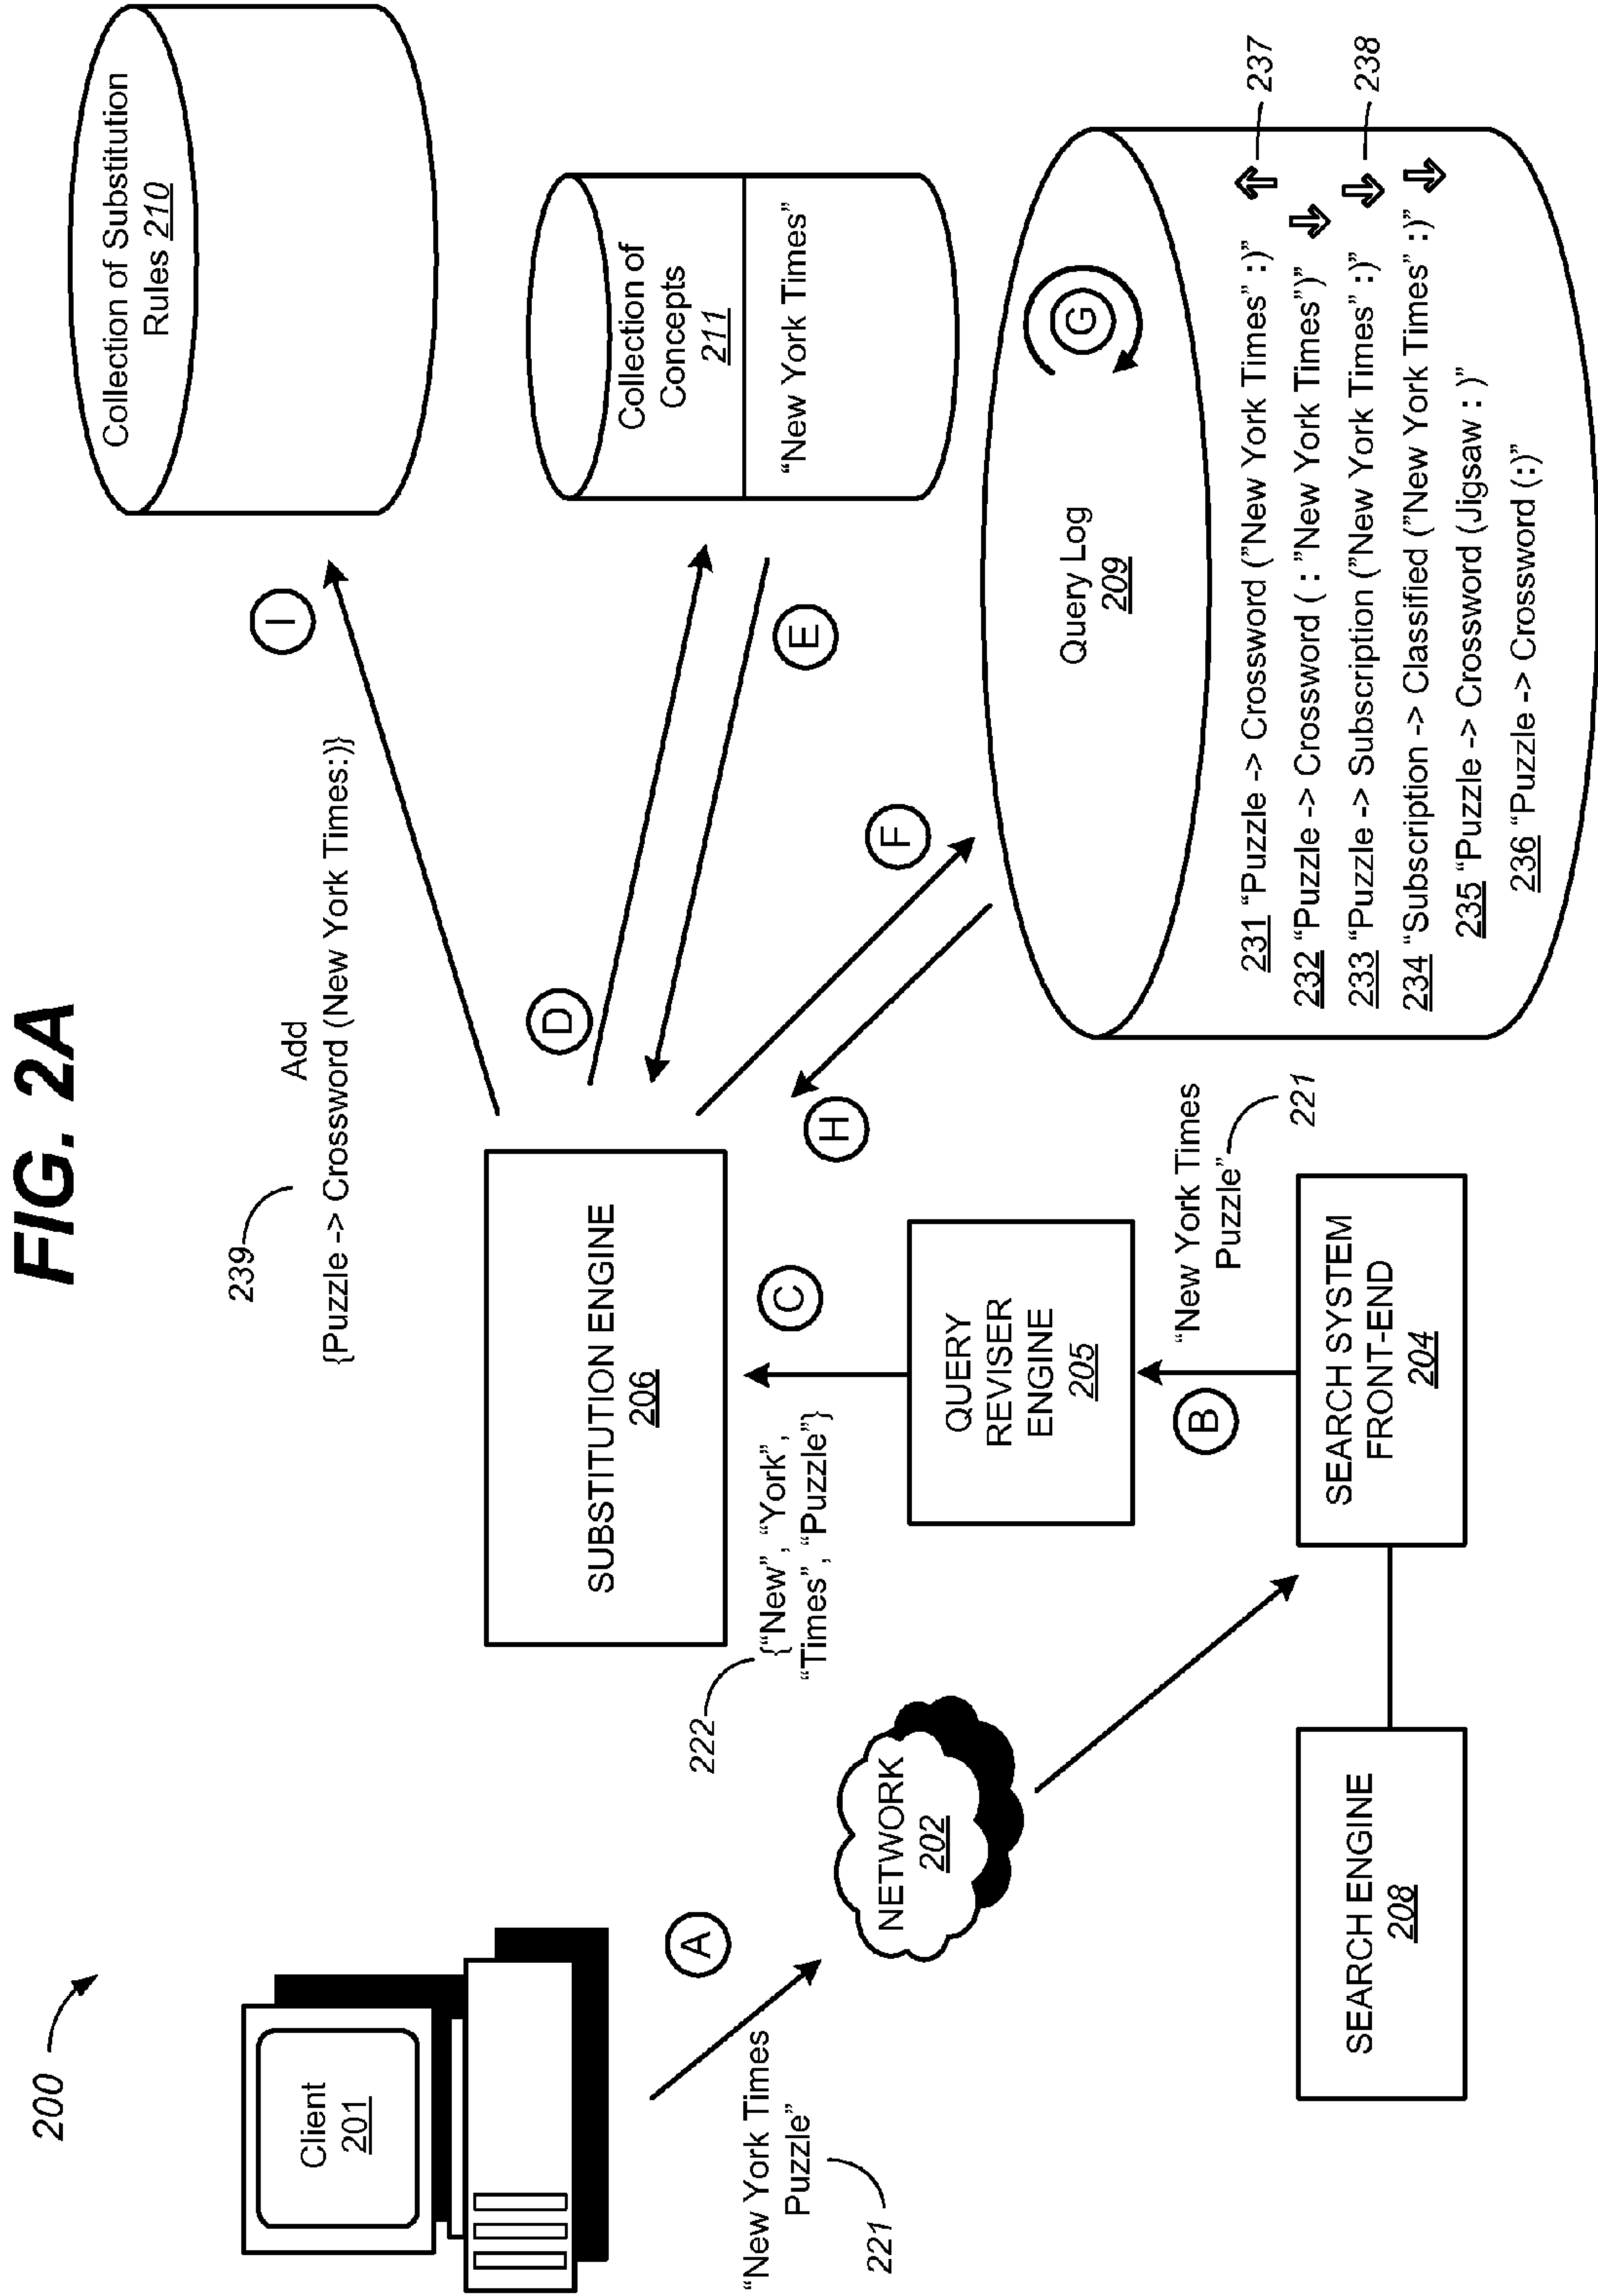 FIG. 2A
200
Client
201
"New York Times
Puzzle"
221
A
NETWORK
202
SEARCH ENGINE
208
SEARCH SYSTEM
FRONT-END
204
B
"New York Times
Puzzle"
221
QUERY
REVISER
ENGINE
205
222
{"New", "York",
"Times", "Puzzle"}
C
SUBSTITUTION ENGINE
206
239
Add
{Puzzle -> Crossword (New York Times:)}
I
D
E
F
H
Collection of Substitution
Rules 210
Collection of
Concepts
211
"New York Times"
Query Log
209
G
231 "Puzzle -> Crossword ("New York Times" :)"
237
232 "Puzzle -> Crossword ( : "New York Times")"
233 "Puzzle -> Subscription ("New York Times" :)"
238
234 "Subscription -> Classified ("New York Times" :)"
235 "Puzzle -> Crossword (Jigsaw : )"
236 "Puzzle -> Crossword (:)"